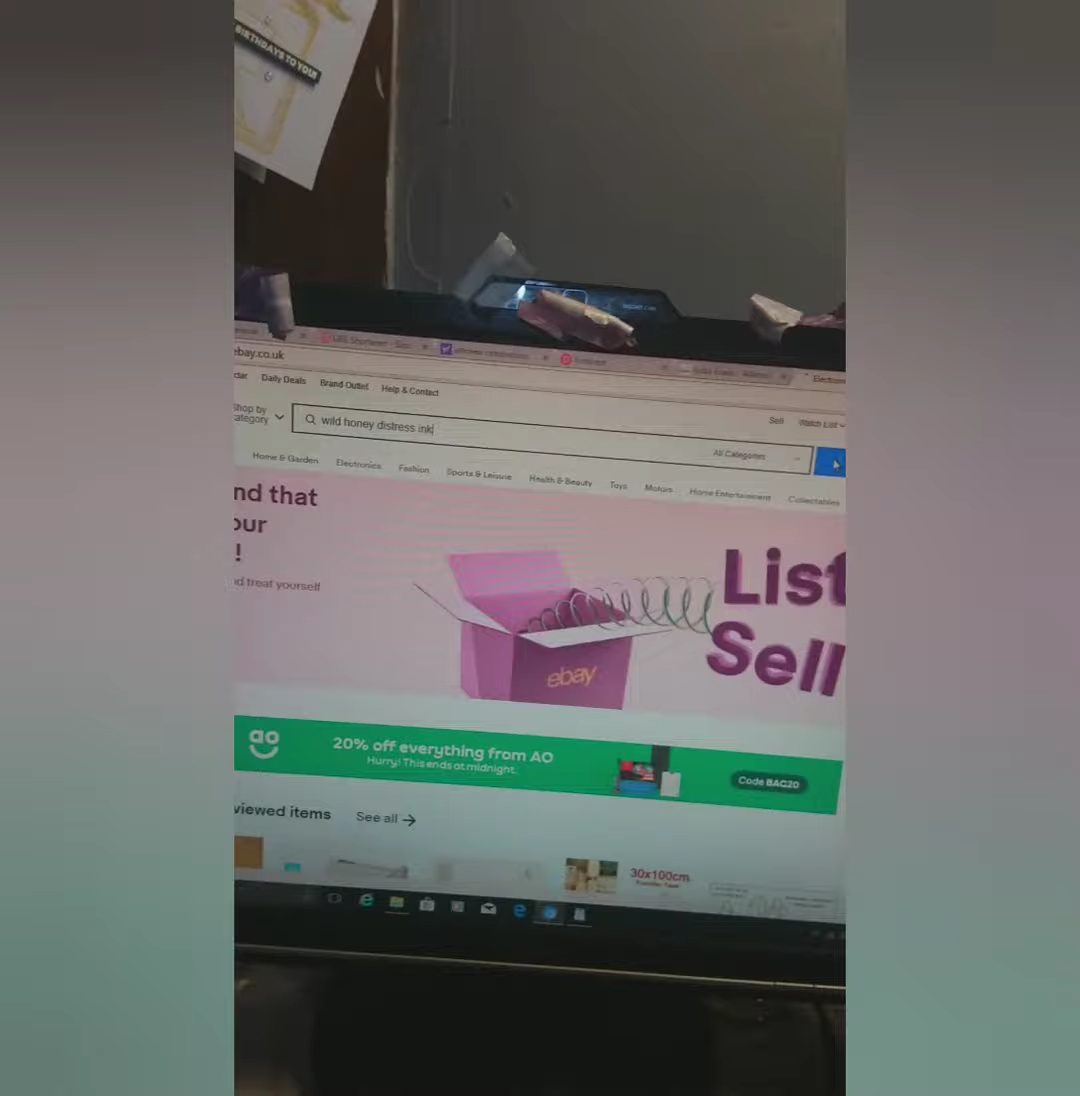 BIRTHDAYS TO YOU!
ebay.co.uk
Daily Deals Brand Outlet Help & Contact
Sell Watch List
Shop by
category
wild honey distress ink
All Categories
Home & Garden Electronics Fashion Sports & Leisure Health & Beauty Toys Motors Home Entertainment Collectables
nd that
our
!
nd treat yourself
List
Sell
ebay
ao
20% off everything from AO
Hurry! This ends at midnight.
Code BAG20
viewed items See all
30x100cm